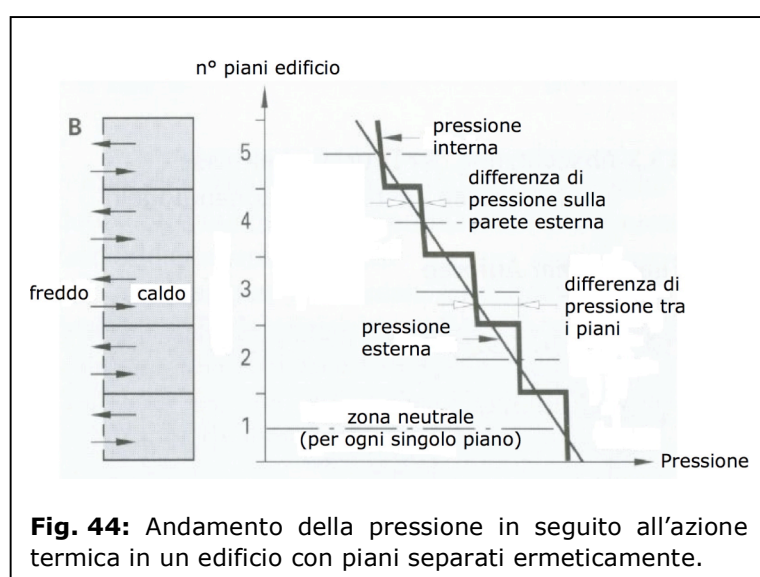 n° piani edificio
B
pressione
interna
5
differenza di
pressione sulla
parete esterna
4
freddo
caldo
3
differenza di
pressione tra
i piani
pressione
esterna
2
zona neutrale
1
(per ogni singolo piano)
Pressione
Fig. 44: Andamento della pressione in seguito all'azione
termica in un edificio con piani separati ermeticamente.